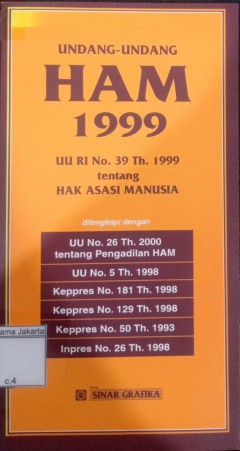 UNDANG-UNDANG
HAM
1999
UU RI No. 39 Th. 1999
tentang
HAK ASASI MANUSIA
dilengkapi dengan
UU No. 26 Th. 2000
tentang Pengadilan HAM
UU No. 5 Th. 1998
Keppres No. 181 Th. 1998
Keppres No. 129 Th. 1998
Keppres No. 50 Th. 1993
Inpres No. 26 Th. 1998
ama Jakarta
c.4
SINAR GRAFIKA